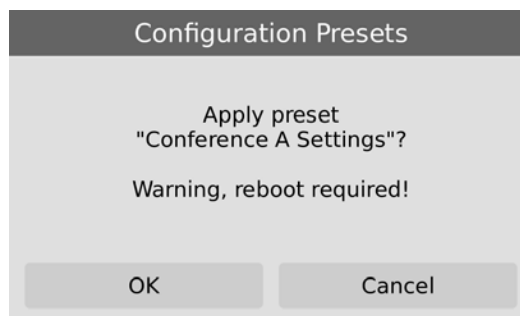 Configuration Presets
Apply preset
"Conference A Settings"?
Warning, reboot required!
OK
Cancel